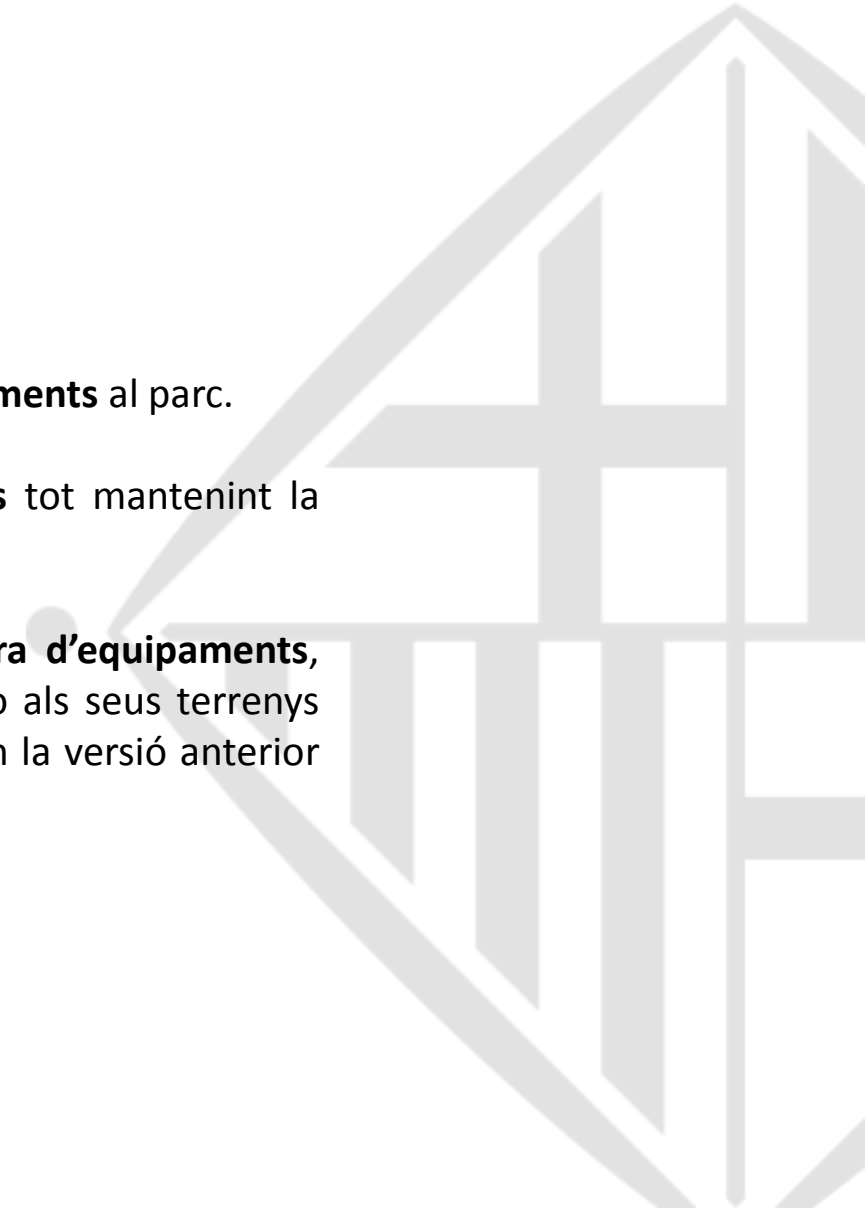 ments al parc.
s tot mantenint la
ra d’equipaments,
als seus terrenys
la versió anterior